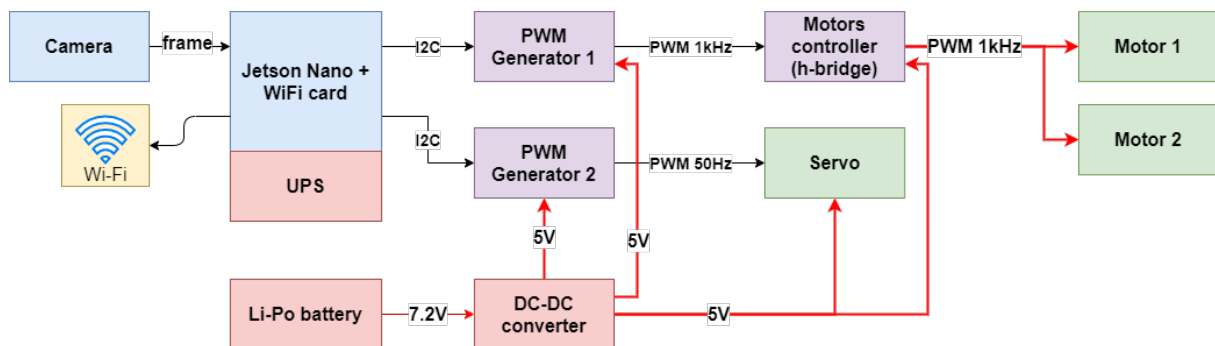 Camera
frame
Jetson Nano +
WiFi card
UPS
Wi-Fi
I2C
I2C
PWM
Generator 1
PWM
Generator 2
PWM 1kHz
PWM 50Hz
Motors
controller
(h-bridge)
Servo
PWM 1kHz
Motor 1
Motor 2
Li-Po battery
7.2V
DC-DC
converter
5V
5V
5V